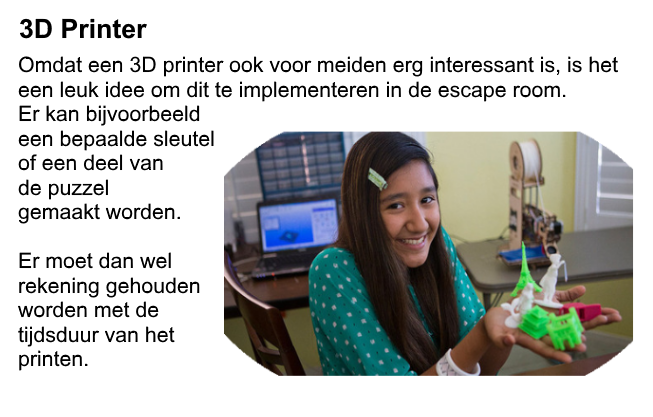 3D Printer
Omdat een 3D printer ook voor meiden erg interessant is, is het
een leuk idee om dit te implementeren in de escape room.
Er kan bijvoorbeeld
een bepaalde sleutel
of een deel van
de puzzel
gemaakt worden.
Er moet dan wel
rekening gehouden
worden met de
tijdsduur van het
printen.